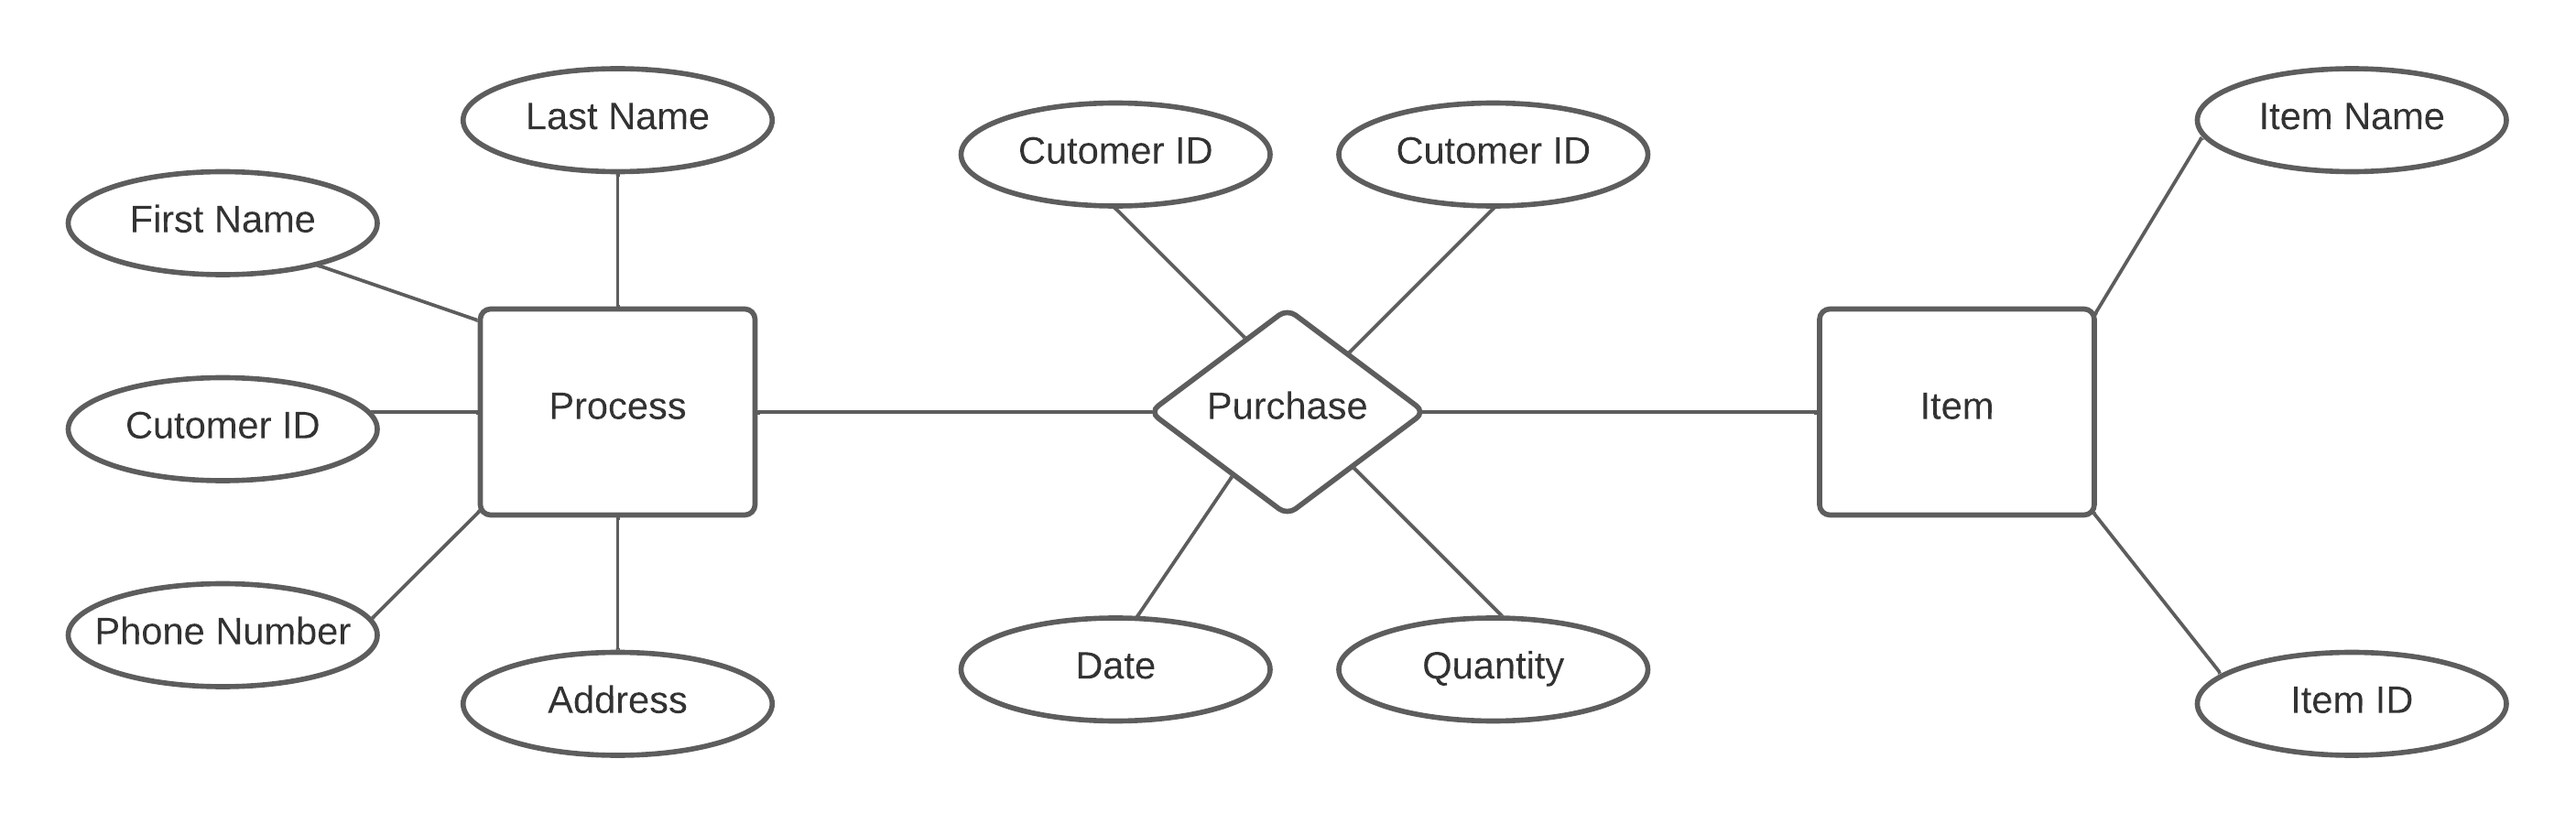 Last Name
First Name
Cutomer ID
Phone Number
Address
Process
Cutomer ID
Cutomer ID
Purchase
Date
Quantity
Item Name
Item
Item ID